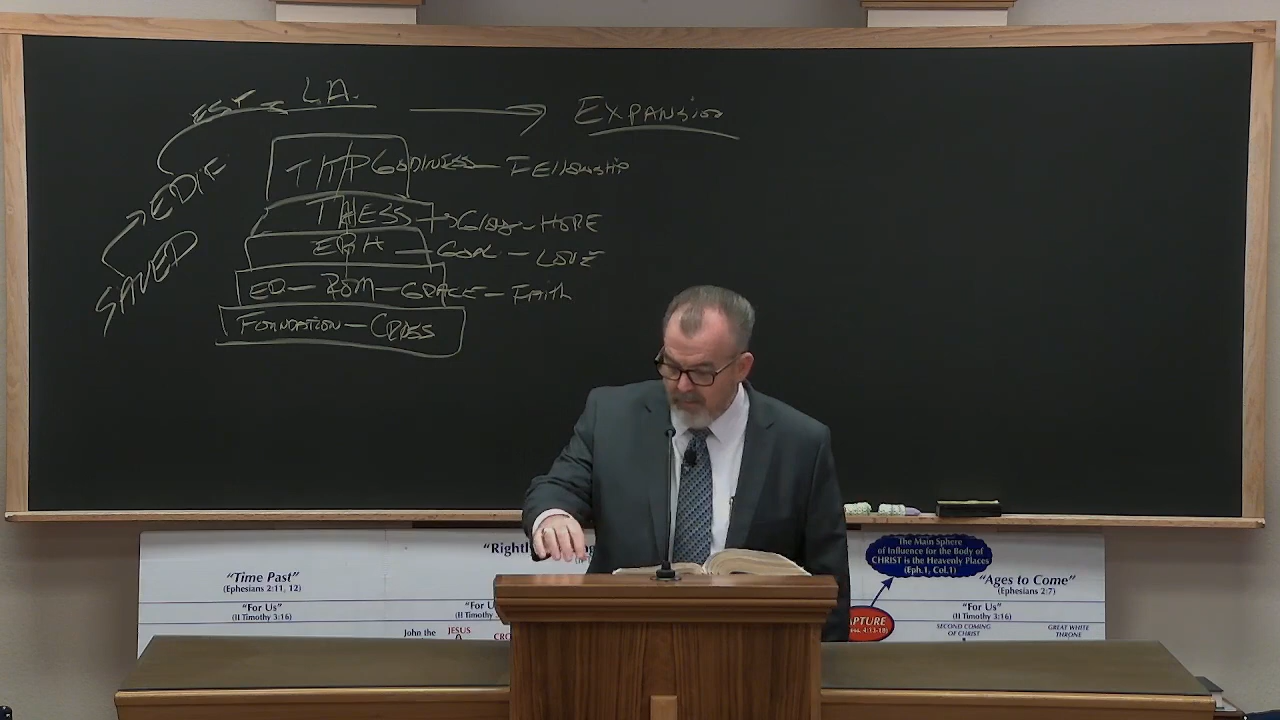 EST L.A. → EXPANSION
EDIF
SAVED
THP GODLINESS — FELLOWSHIP
THESS → Glory — HOPE
EPH — GOAL — LOVE
ED — ROM — GRACE — FAITH
FOUNDATION — CROSS
"Rightly
"Time Past"
(Ephesians 2:11, 12)
"For Us"
(II Timothy 3:16)
John the JESUS
The Main Sphere
of Influence for the Body of
CHRIST is the Heavenly Places
(Eph.1, Col.1)
"Ages to Come"
(Ephesians 2:7)
"For Us"
(II Timothy 3:16)
SECOND COMING
OF CHRIST
GREAT WHITE
THRONE